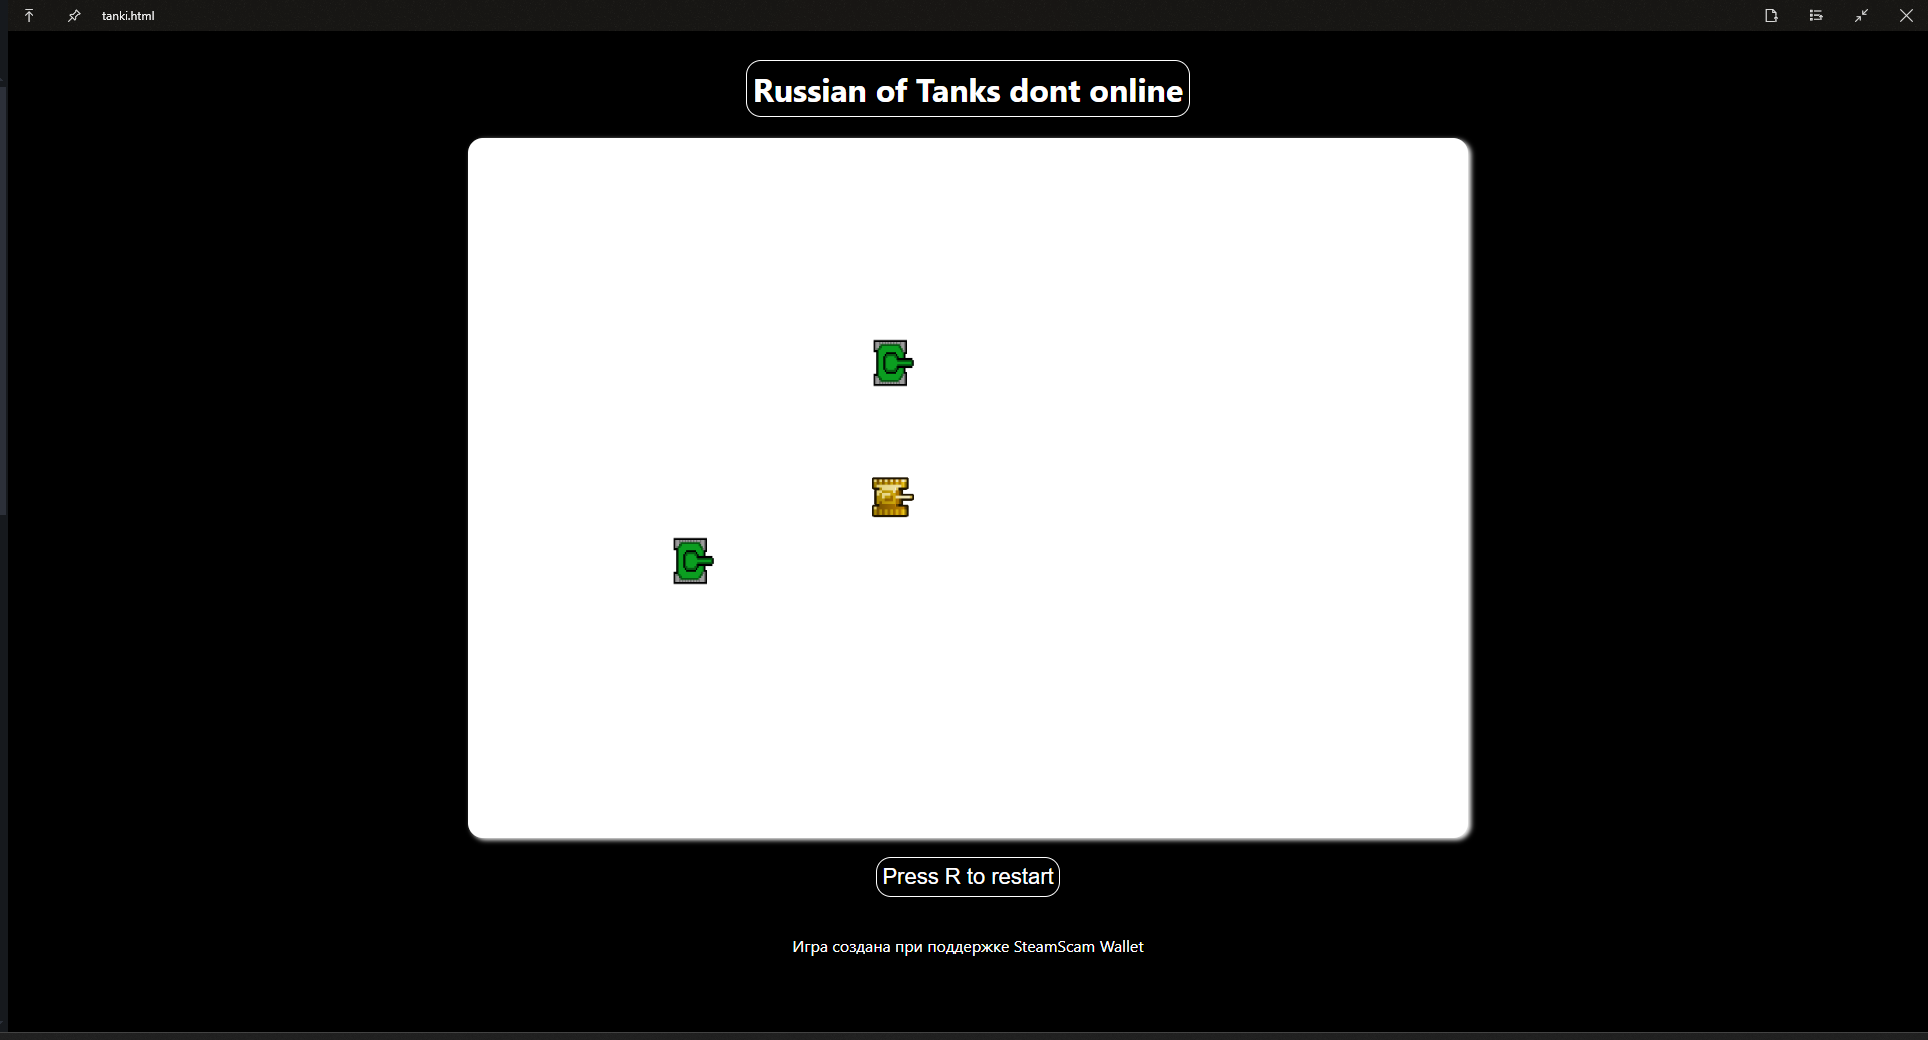 tanki.html
Russian of Tanks dont online
Press R to restart
Игра создана при поддержке SteamScam Wallet